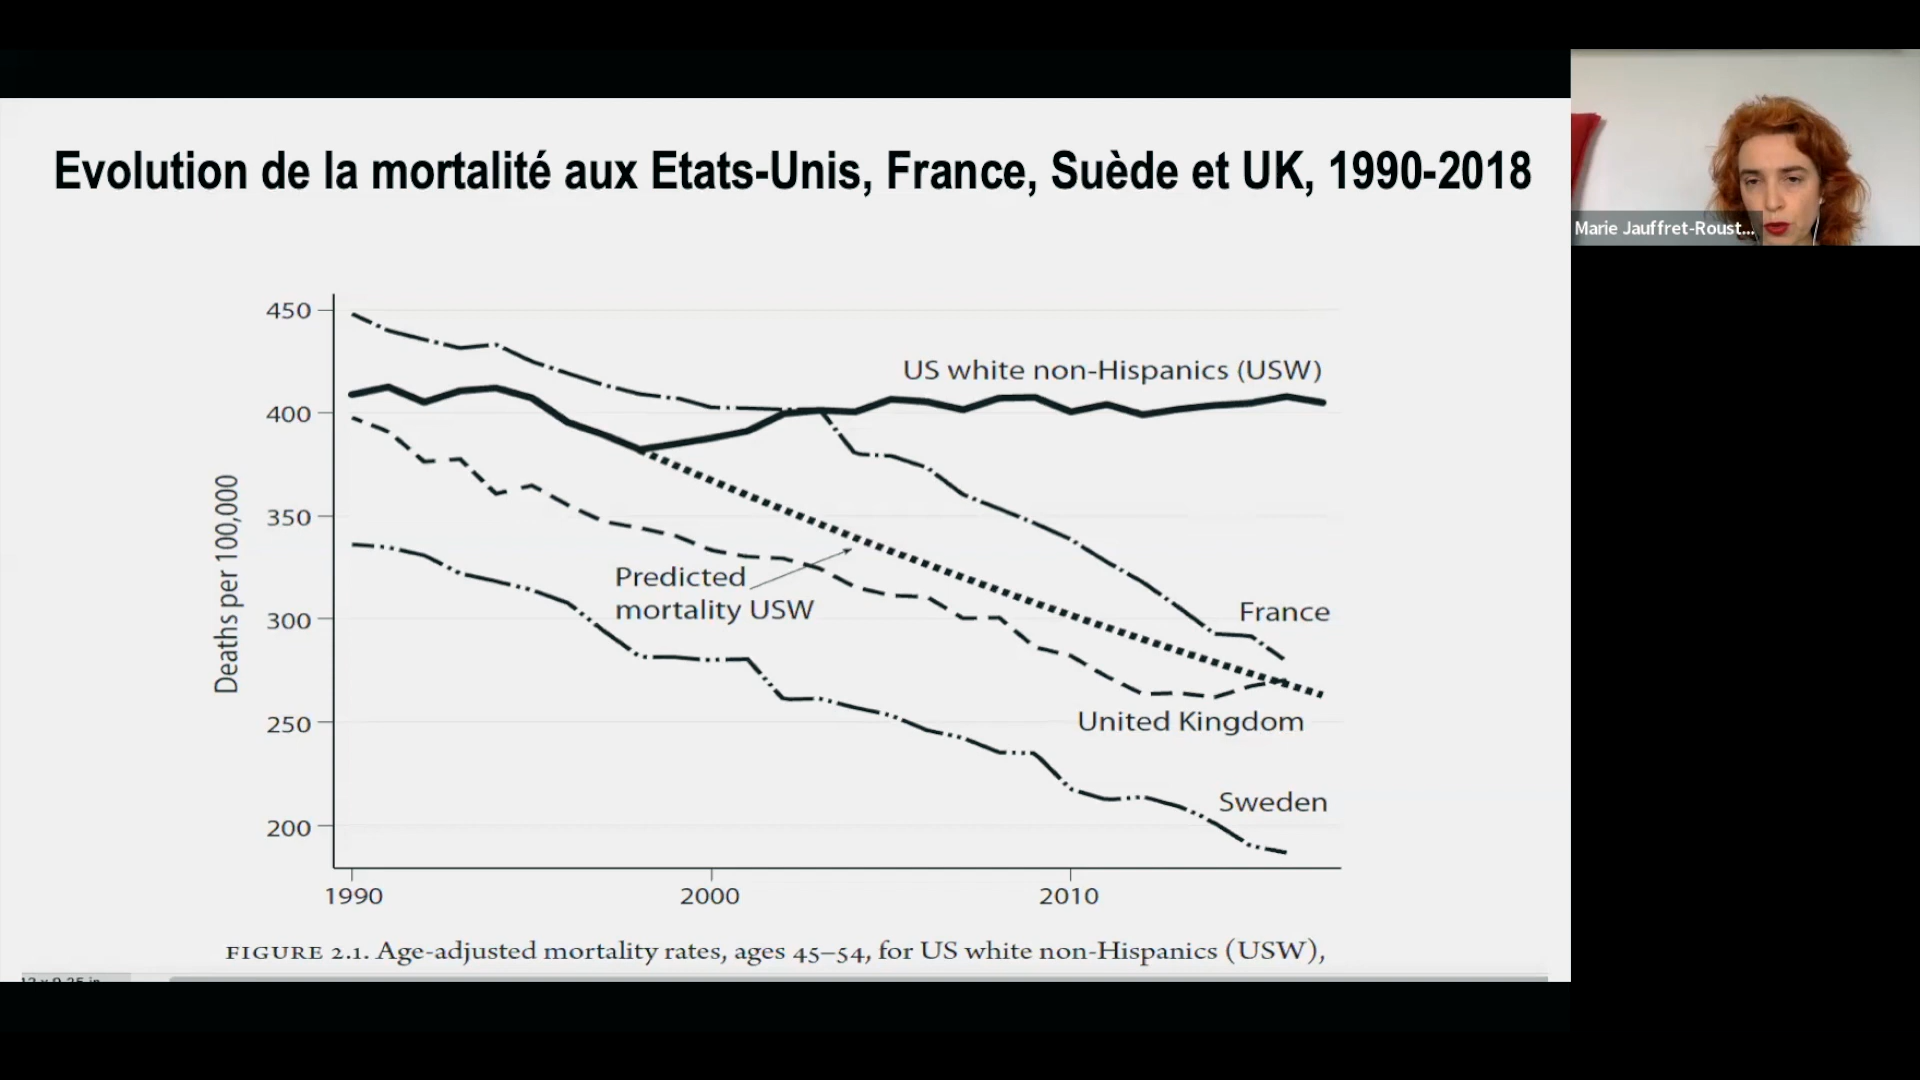 Evolution de la mortalité aux Etats-Unis, France, Suède et UK, 1990-2018
Marie Jauffret-Roust...
450
400
350
300
250
200
Deaths per 100,000
US white non-Hispanics (USW)
Predicted
mortality USW
France
United Kingdom
Sweden
1990
2000
2010
FIGURE 2.1. Age-adjusted mortality rates, ages 45–54, for US white non-Hispanics (USW),